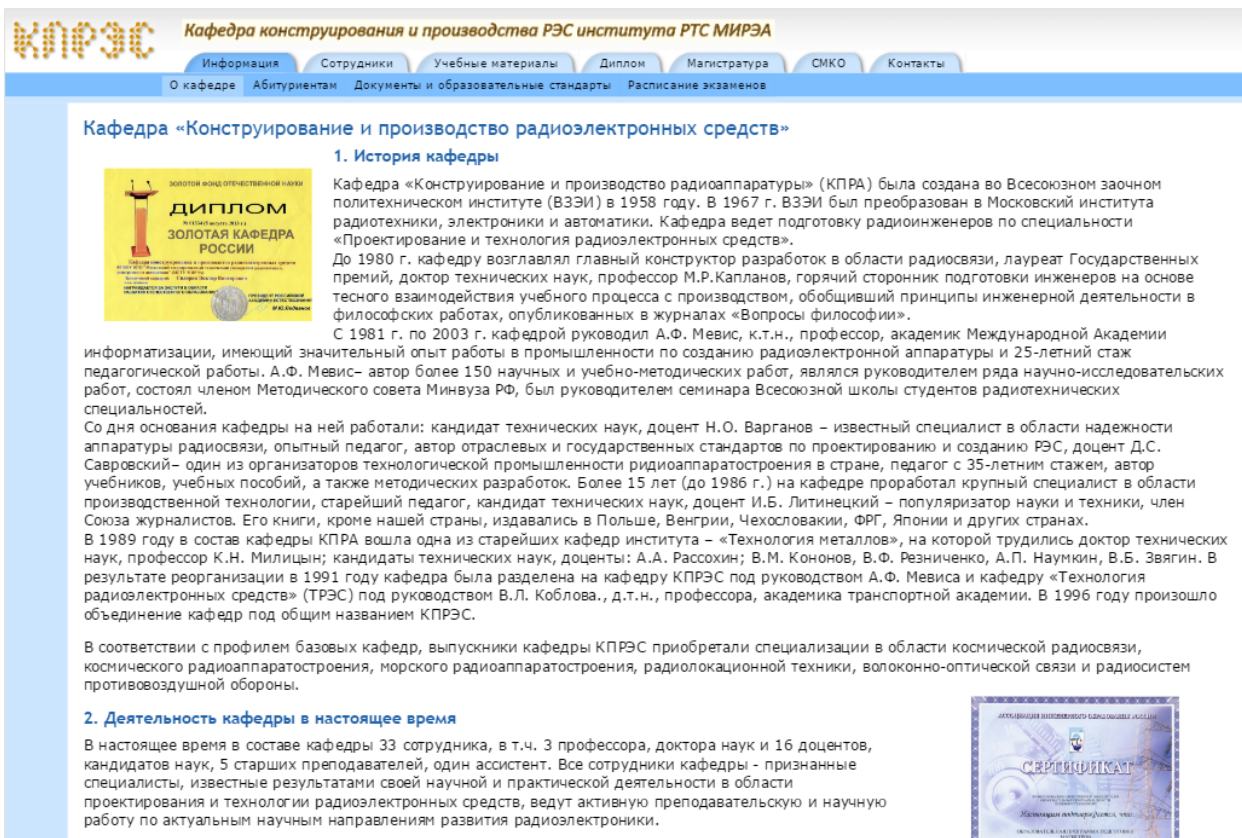 КПРЭС
Кафедра конструирования и производства РЭС института РТС МИРЭА
Информация Сотрудники Учебные материалы Диплом Магистратура СМКО Контакты
О кафедре Абитуриентам Документы и образовательные стандарты Расписание экзаменов
Кафедра «Конструирование и производство радиоэлектронных средств»
ЗОЛОТОЙ ФОНД ОТЕЧЕСТВЕННОЙ НАУКИ
ДИПЛОМ
ЗОЛОТАЯ КАФЕДРА
РОССИИ
1. История кафедры
Кафедра «Конструирование и производство радиоаппаратуры» (КПРА) была создана во Всесоюзном заочном
политехническом институте (ВЗЭИ) в 1958 году. В 1967 г. ВЗЭИ был преобразован в Московский института
радиотехники, электроники и автоматики. Кафедра ведет подготовку радиоинженеров по специальности
«Проектирование и технология радиоэлектронных средств».
До 1980 г. кафедру возглавлял главный конструктор разработок в области радиосвязи, лауреат Государственных
премий, доктор технических наук, профессор М.Р.Капланов, горячий сторонник подготовки инженеров на основе
тесного взаимодействия учебного процесса с производством, обобщивший принципы инженерной деятельности в
философских работах, опубликованных в журналах «Вопросы философии».
С 1981 г. по 2003 г. кафедрой руководил А.Ф. Мевис, к.т.н., профессор, академик Международной Академии
информатизации, имеющий значительный опыт работы в промышленности по созданию радиоэлектронной аппаратуры и 25-летний стаж
педагогической работы. А.Ф. Мевис– автор более 150 научных и учебно-методических работ, являлся руководителем ряда научно-исследовательских
работ, состоял членом Методического совета Минвуза РФ, был руководителем семинара Всесоюзной школы студентов радиотехнических
специальностей.
Со дня основания кафедры на ней работали: кандидат технических наук, доцент Н.О. Варганов – известный специалист в области надежности
аппаратуры радиосвязи, опытный педагог, автор отраслевых и государственных стандартов по проектированию и созданию РЭС, доцент Д.С.
Савровский– один из организаторов технологической промышленности ридиоаппаратостроения в стране, педагог с 35-летним стажем, автор
учебников, учебных пособий, а также методических разработок. Более 15 лет (до 1986 г.) на кафедре проработал крупный специалист в области
производственной технологии, старейший педагог, кандидат технических наук, доцент И.Б. Литинецкий – популяризатор науки и техники, член
Союза журналистов. Его книги, кроме нашей страны, издавались в Польше, Венгрии, Чехословакии, ФРГ, Японии и других странах.
В 1989 году в состав кафедры КПРА вошла одна из старейших кафедр института – «Технология металлов», на которой трудились доктор технических
наук, профессор К.Н. Милицын; кандидаты технических наук, доценты: А.А. Рассохин; В.М. Кононов, В.Ф. Резниченко, А.П. Наумкин, В.Б. Звягин. В
результате реорганизации в 1991 году кафедра была разделена на кафедру КПРЭС под руководством А.Ф. Мевиса и кафедру «Технология
радиоэлектронных средств» (ТРЭС) под руководством В.Л. Коблова., д.т.н., профессора, академика транспортной академии. В 1996 году произошло
объединение кафедр под общим названием КПРЭС.
В соответствии с профилем базовых кафедр, выпускники кафедры КПРЭС приобретали специализации в области космической радиосвязи,
космического радиоаппаратостроения, морского радиоаппаратостроения, радиолокационной техники, волоконно-оптической связи и радиосистем
противовоздушной обороны.
2. Деятельность кафедры в настоящее время
В настоящее время в составе кафедры 33 сотрудника, в т.ч. 3 профессора, доктора наук и 16 доцентов,
кандидатов наук, 5 старших преподавателей, один ассистент. Все сотрудники кафедры - признанные
специалисты, известные результатами своей научной и практической деятельности в области
проектирования и технологии радиоэлектронных средств, ведут активную преподавательскую и научную
работу по актуальным научным направлениям развития радиоэлектроники.
АССОЦИАЦИЯ ИНЖЕНЕРНОГО ОБРАЗОВАНИЯ РОССИИ
СЕРТИФИКАТ
Настоящим подтверждается, что